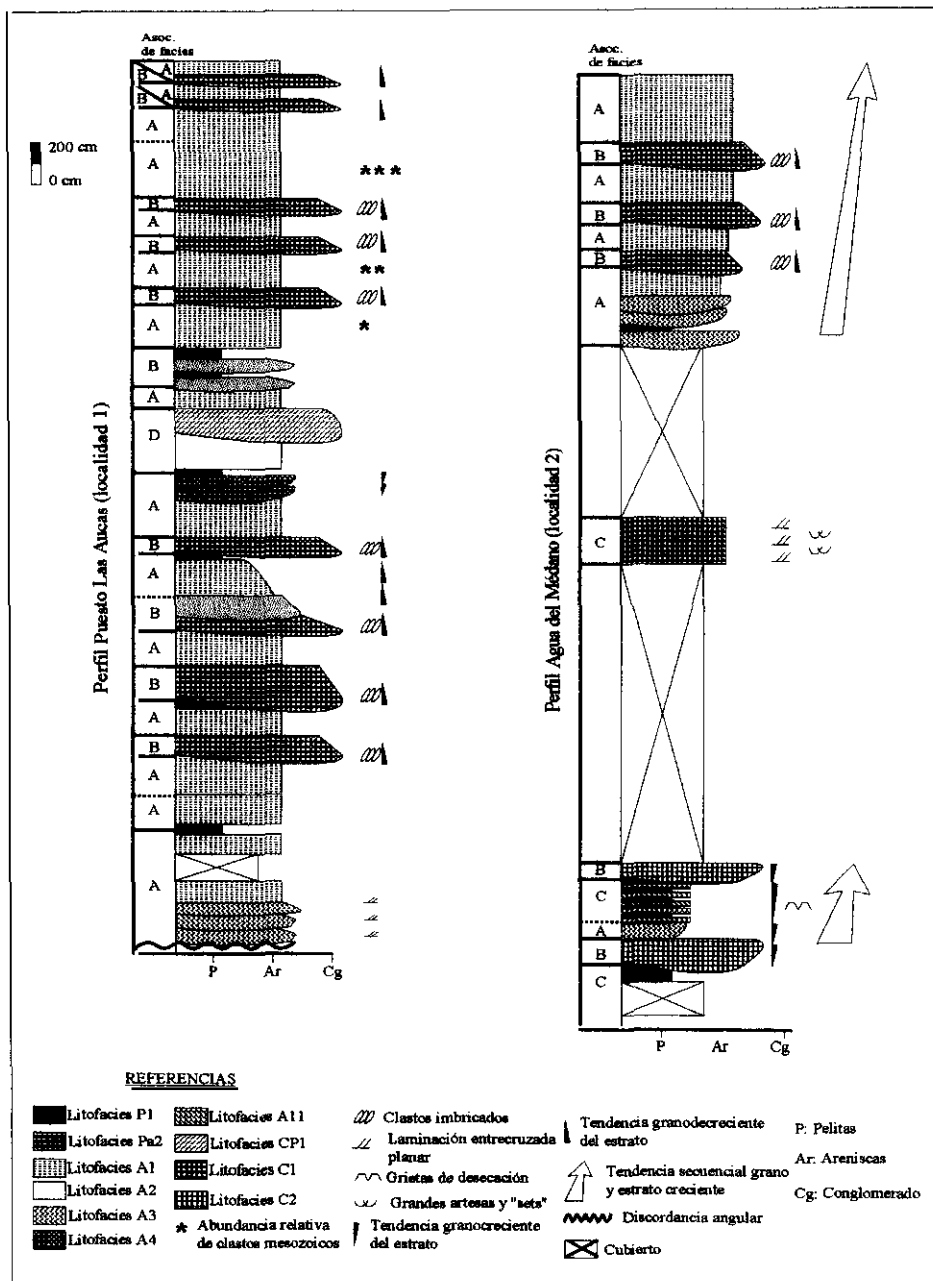 Asoc.
de facies
B A
B A
A
A
***
B
A
B
A
**
B
A
*
B
A
D
A
B
A
B
A
B
A
B
A
A
A
200 cm
0 cm
Perfil Puesto Las Aucas (localidad 1)
P Ar Cg
Asoc.
de facies
A
B
A
B
A
B
A
C
B
C
A
B
C
Perfil Agua del Médano (localidad 2)
P Ar Cg
REFERENCIAS
Litofacies P1
Litofacies Pa2
Litofacies A1
Litofacies A2
Litofacies A3
Litofacies A4
Litofacies A11
Litofacies CP1
Litofacies C1
Litofacies C2
* Abundancia relativa
de clastos mesozoicos
Clastos imbricados
Laminación entrecruzada
planar
Grietas de desecación
Grandes artesas y "sets"
Tendencia granocreciente
del estrato
Tendencia granodecreciente
del estrato
Tendencia secuencial grano
y estrato creciente
Discordancia angular
Cubierto
P: Pelitas
Ar: Areniscas
Cg: Conglomerado